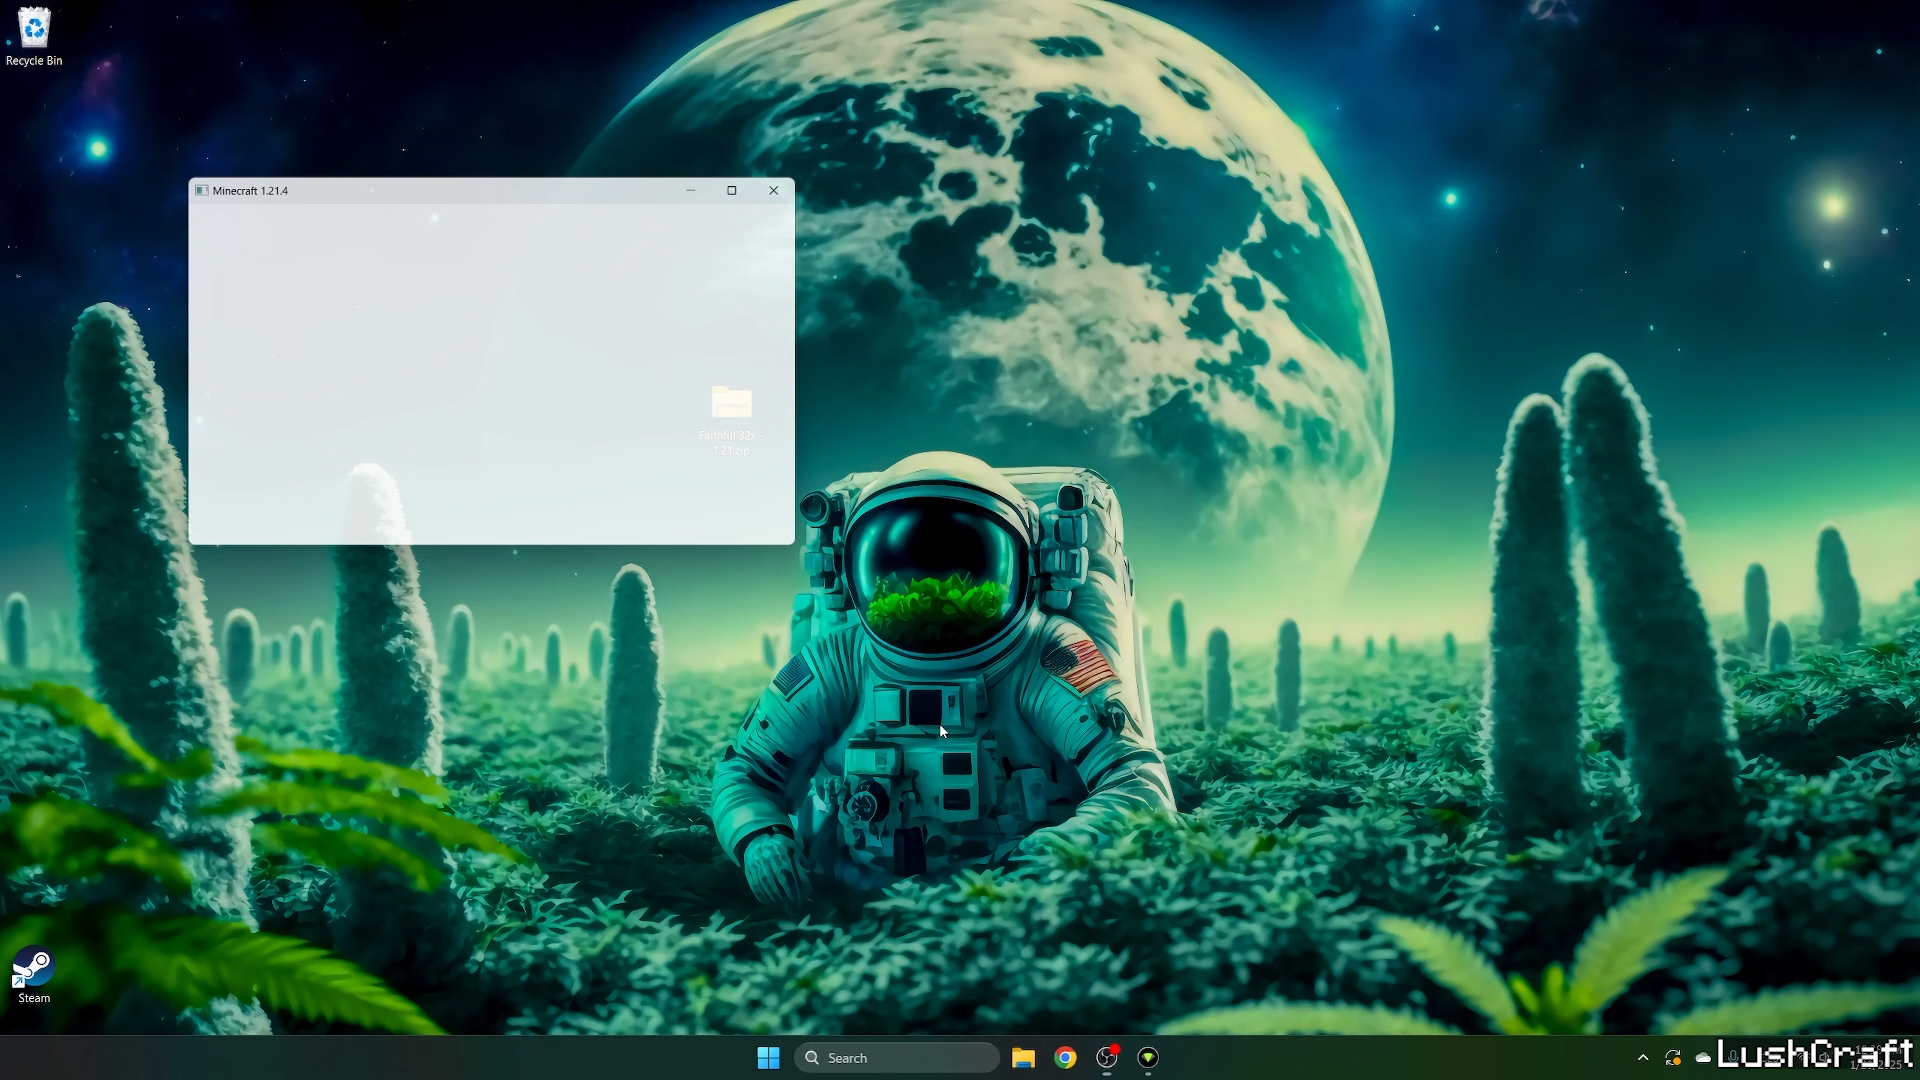 Recycle Bin
Minecraft 1.21.4
Faithful 32x -
1.21.zip
Steam
Search
LushCraft